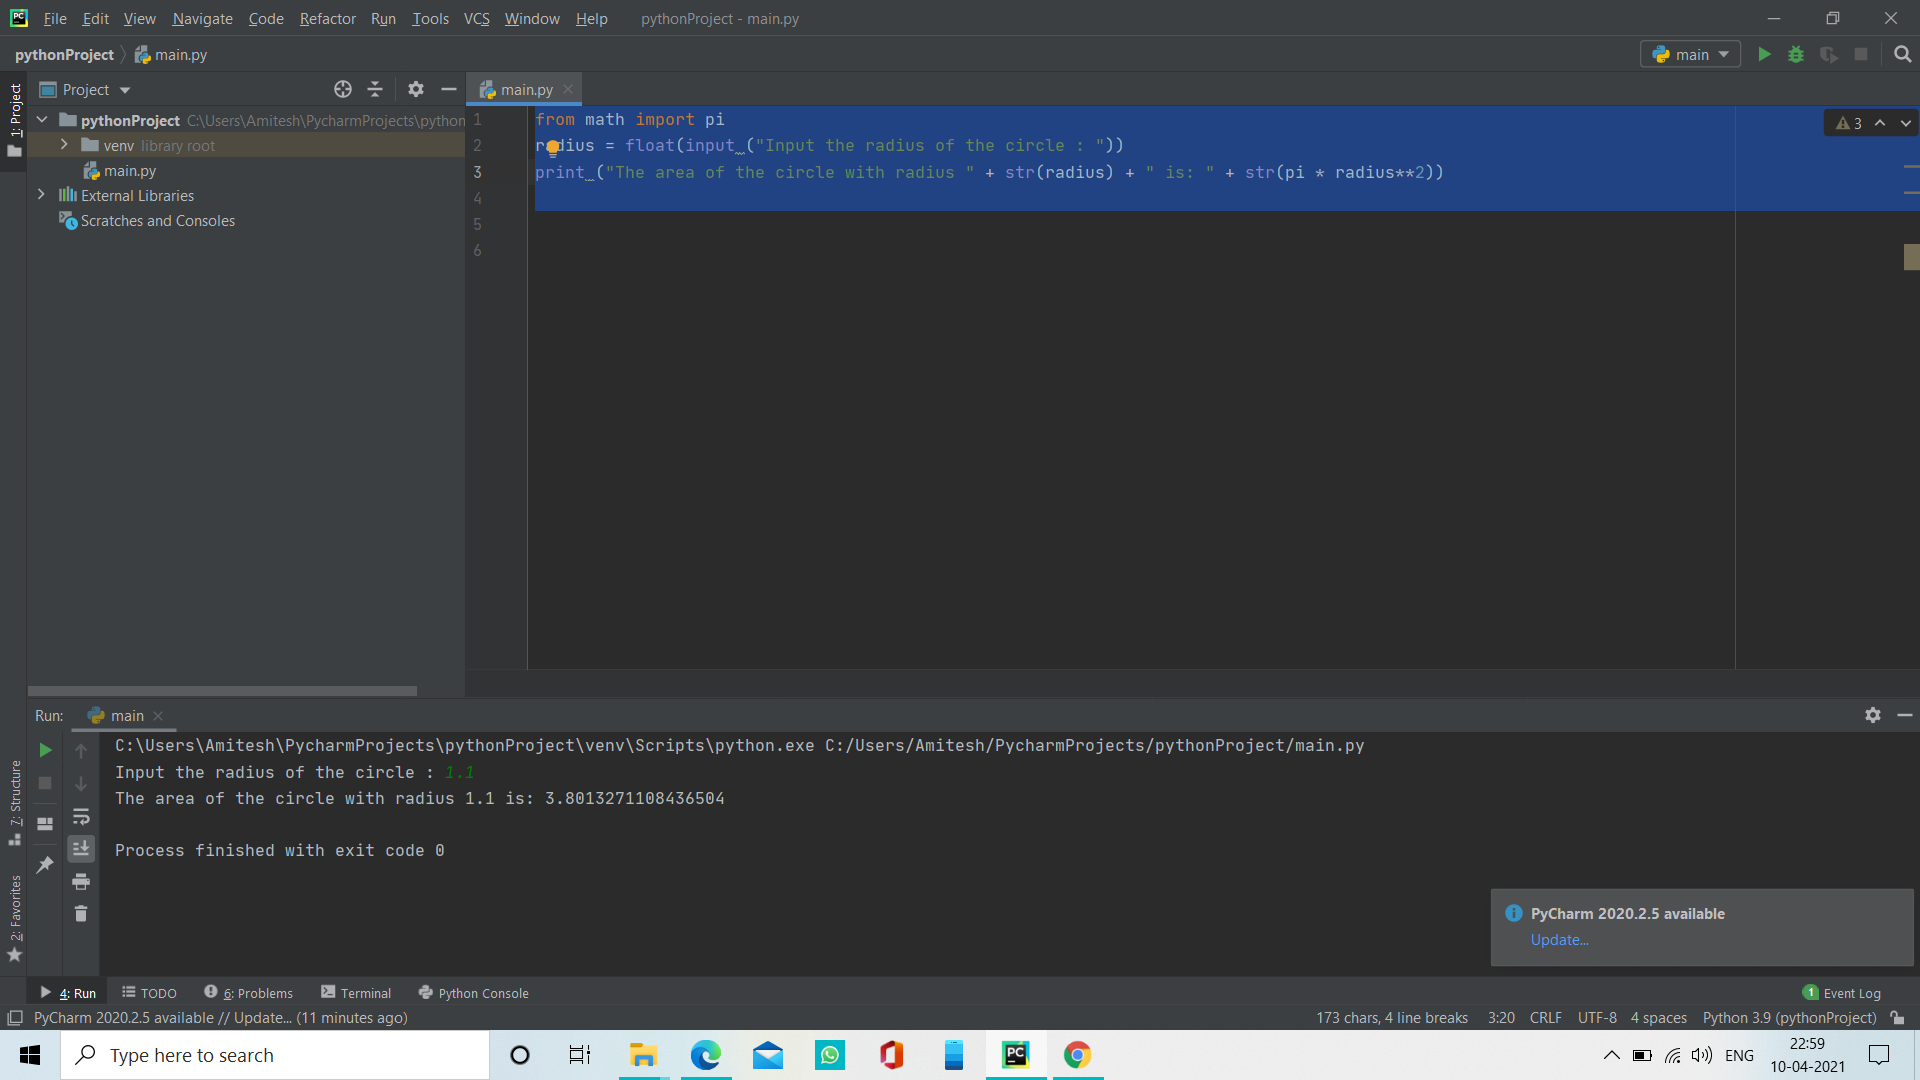 PC File Edit View Navigate Code Refactor Run Tools VCS Window Help pythonProject - main.py
pythonProject main.py
main
1: Project
Project
main.py
pythonProject C:\Users\Amitesh\PycharmProjects\python
venv library root
main.py
External Libraries
Scratches and Consoles
1 from math import pi
2 radius = float(input ("Input the radius of the circle : "))
3 print ("The area of the circle with radius " + str(radius) + " is: " + str(pi * radius**2))
4
5
6
3
7: Structure
2: Favorites
Run: main
C:\Users\Amitesh\PycharmProjects\pythonProject\venv\Scripts\python.exe C:/Users/Amitesh/PycharmProjects/pythonProject/main.py
Input the radius of the circle : 1.1
The area of the circle with radius 1.1 is: 3.8013271108436504
Process finished with exit code 0
PyCharm 2020.2.5 available
Update...
4: Run TODO 6: Problems Terminal Python Console 1 Event Log
PyCharm 2020.2.5 available // Update... (11 minutes ago) 173 chars, 4 line breaks 3:20 CRLF UTF-8 4 spaces Python 3.9 (pythonProject)
Type here to search
PC
ENG
22:59
10-04-2021